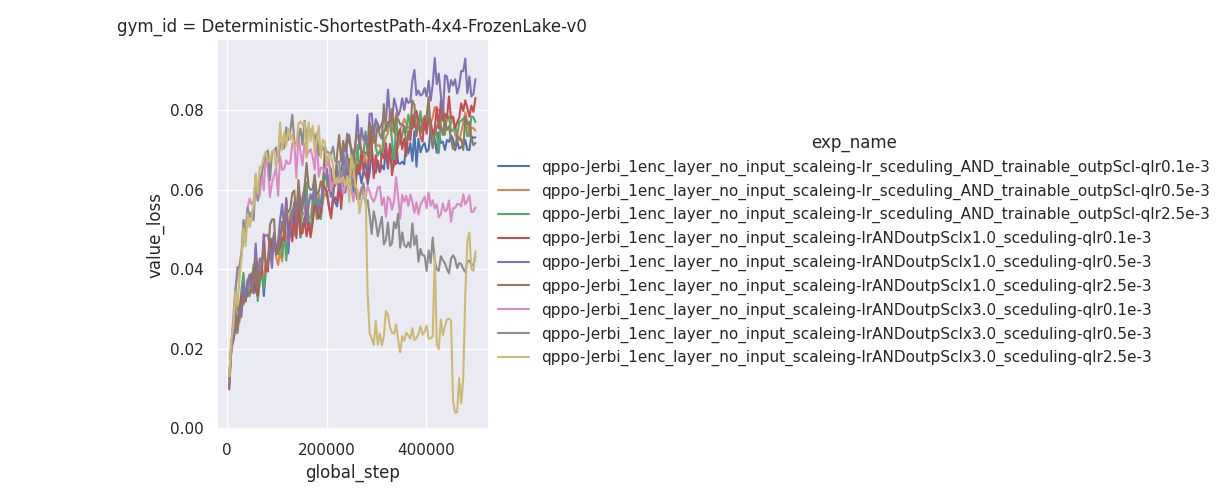 gym_id = Deterministic-ShortestPath-4x4-FrozenLake-v0
0.08
0.06
0.04
0.02
0.00
value_loss
0
200000
400000
global_step
exp_name
qppo-Jerbi_1enc_layer_no_input_scaleing-lr_sceduling_AND_trainable_outpScl-qlr0.1e-3
qppo-Jerbi_1enc_layer_no_input_scaleing-lr_sceduling_AND_trainable_outpScl-qlr0.5e-3
qppo-Jerbi_1enc_layer_no_input_scaleing-lr_sceduling_AND_trainable_outpScl-qlr2.5e-3
qppo-Jerbi_1enc_layer_no_input_scaleing-lrANDoutpSclx1.0_sceduling-qlr0.1e-3
qppo-Jerbi_1enc_layer_no_input_scaleing-lrANDoutpSclx1.0_sceduling-qlr0.5e-3
qppo-Jerbi_1enc_layer_no_input_scaleing-lrANDoutpSclx1.0_sceduling-qlr2.5e-3
qppo-Jerbi_1enc_layer_no_input_scaleing-lrANDoutpSclx3.0_sceduling-qlr0.1e-3
qppo-Jerbi_1enc_layer_no_input_scaleing-lrANDoutpSclx3.0_sceduling-qlr0.5e-3
qppo-Jerbi_1enc_layer_no_input_scaleing-lrANDoutpSclx3.0_sceduling-qlr2.5e-3